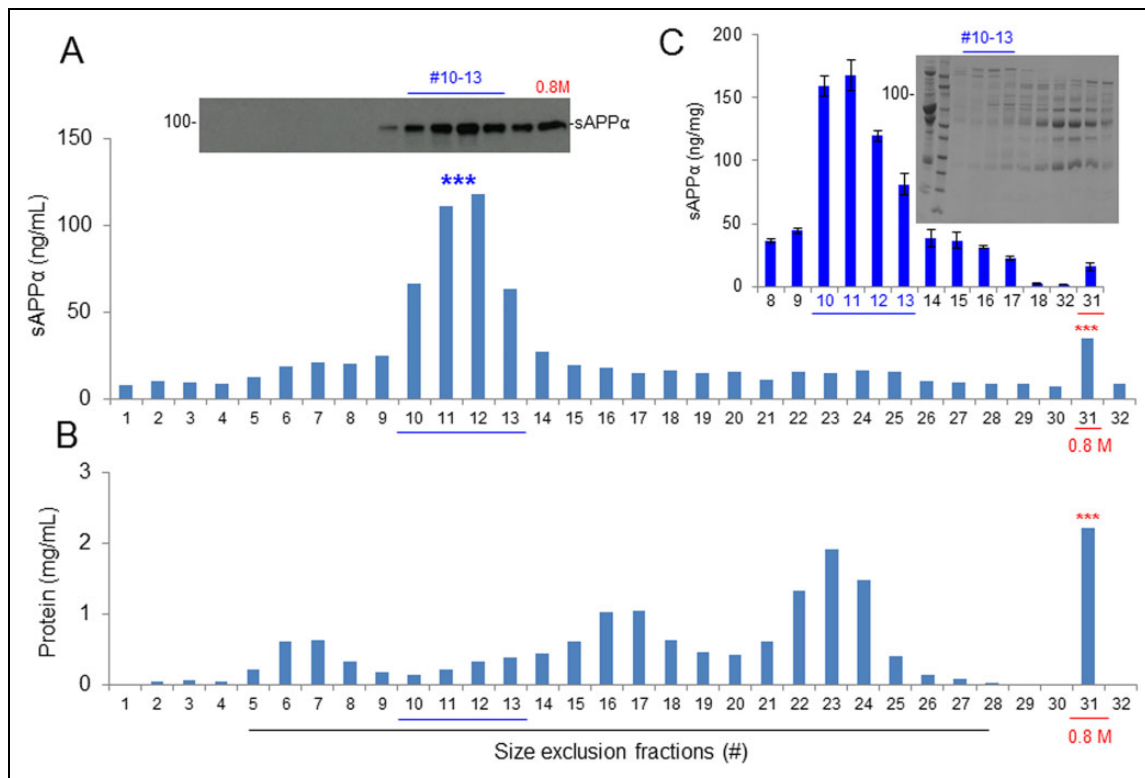 A
#10-13
0.8M
100-
-sAPPα
150
100
50
0
sAPPα (ng/mL)
***
***
1 2 3 4 5 6 7 8 9 10 11 12 13 14 15 16 17 18 19 20 21 22 23 24 25 26 27 28 29 30 31 32
0.8 M
C
#10-13
100-
200
150
100
50
0
sAPPα (ng/mg)
8 9 10 11 12 13 14 15 16 17 18 32 31
B
3
2
1
0
Protein (mg/mL)
***
1 2 3 4 5 6 7 8 9 10 11 12 13 14 15 16 17 18 19 20 21 22 23 24 25 26 27 28 29 30 31 32
0.8 M
Size exclusion fractions (#)